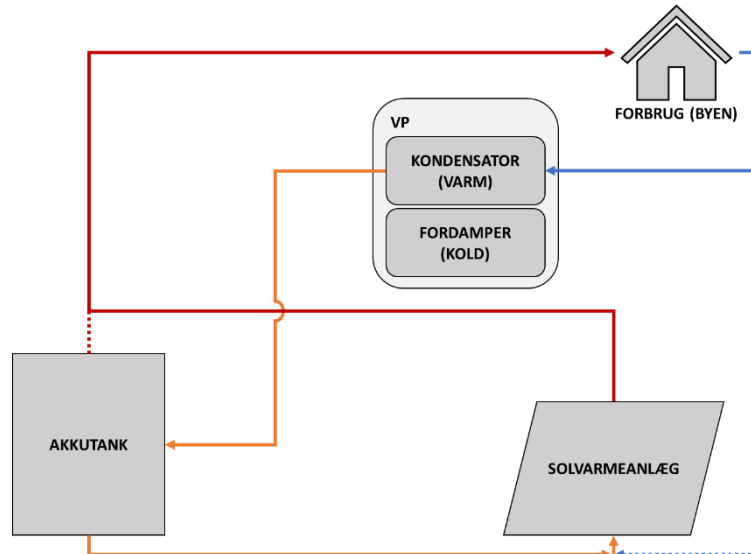 FORBRUG (BYEN)
VP
KONDENSATOR
(VARM)
FORDAMPER
(KOLD)
AKKUTANK
SOLVARMEANLÆG